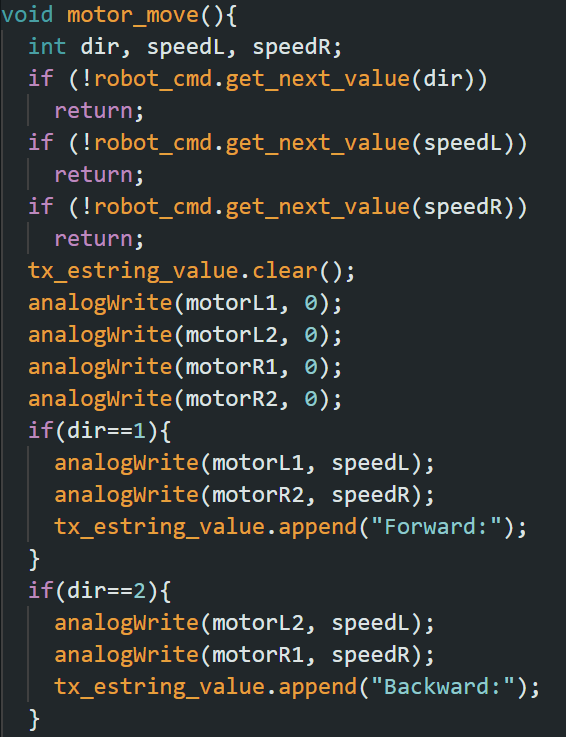 void motor_move(){
  int dir, speedL, speedR;
  if (!robot_cmd.get_next_value(dir))
    return;
  if (!robot_cmd.get_next_value(speedL))
    return;
  if (!robot_cmd.get_next_value(speedR))
    return;
  tx_estring_value.clear();
  analogWrite(motorL1, 0);
  analogWrite(motorL2, 0);
  analogWrite(motorR1, 0);
  analogWrite(motorR2, 0);
  if(dir==1){
    analogWrite(motorL1, speedL);
    analogWrite(motorR2, speedR);
    tx_estring_value.append("Forward:");
  }
  if(dir==2){
    analogWrite(motorL2, speedL);
    analogWrite(motorR1, speedR);
    tx_estring_value.append("Backward:");
  }